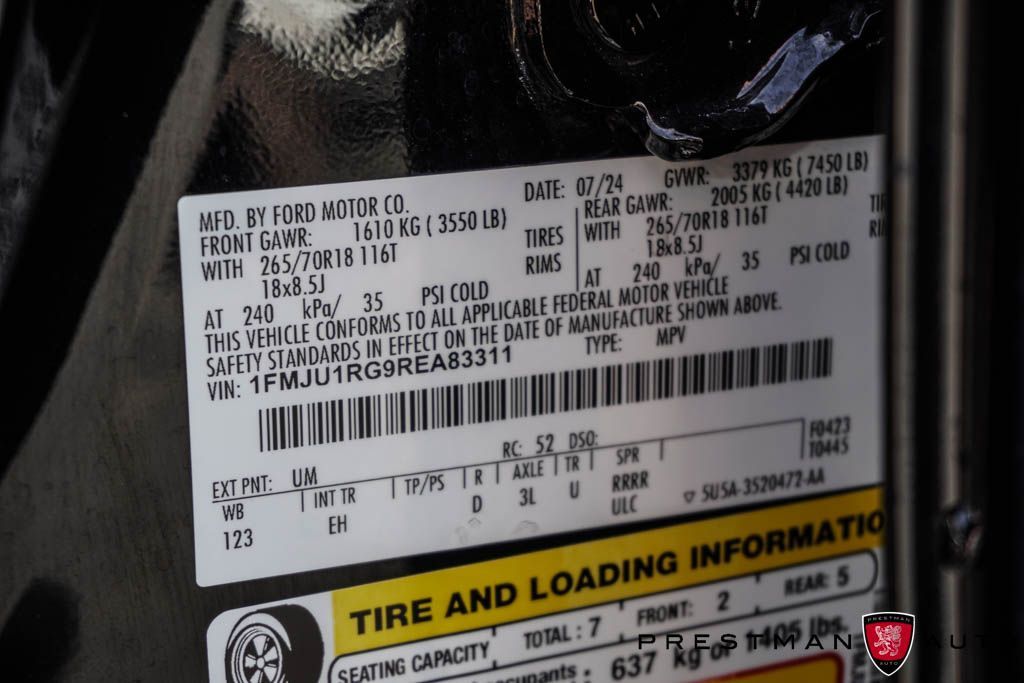 MFD. BY FORD MOTOR CO. DATE: 07/24 GVWR: 3379 KG ( 7450 LB)
FRONT GAWR: 1610 KG ( 3550 LB) REAR GAWR: 2005 KG ( 4420 LB)
WITH 265/70R18 116T TIRES WITH 265/70R18 116T
18x8.5J RIMS 18x8.5J
AT 240 kPa/ 35 PSI COLD AT 240 kPa/ 35 PSI COLD
THIS VEHICLE CONFORMS TO ALL APPLICABLE FEDERAL MOTOR VEHICLE
SAFETY STANDARDS IN EFFECT ON THE DATE OF MANUFACTURE SHOWN ABOVE.
VIN: 1FMJU1RG9REA83311 TYPE: MPV
F0423
EXT PNT: UM RC: 52 DSO: T0445
WB INT TR TP/PS R AXLE TR SPR
123 EH D 3L U RRRR
ULC 5U5A-3520472-AA
TIRE AND LOADING INFORMATIO
SEATING CAPACITY TOTAL : 7 FRONT: 2 REAR: 5
637 kg or 1405 lbs.
PRESTMAN AUTO
PRESTMAN
AUTO